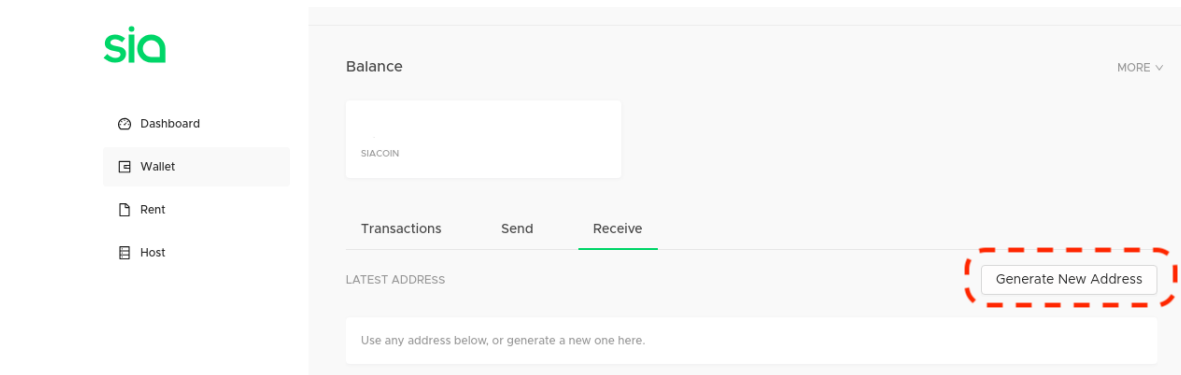 sia
Balance
MORE
Dashboard
SIACOIN
Wallet
Rent
Transactions Send Receive
Host
LATEST ADDRESS Generate New Address
Use any address below, or generate a new one here.